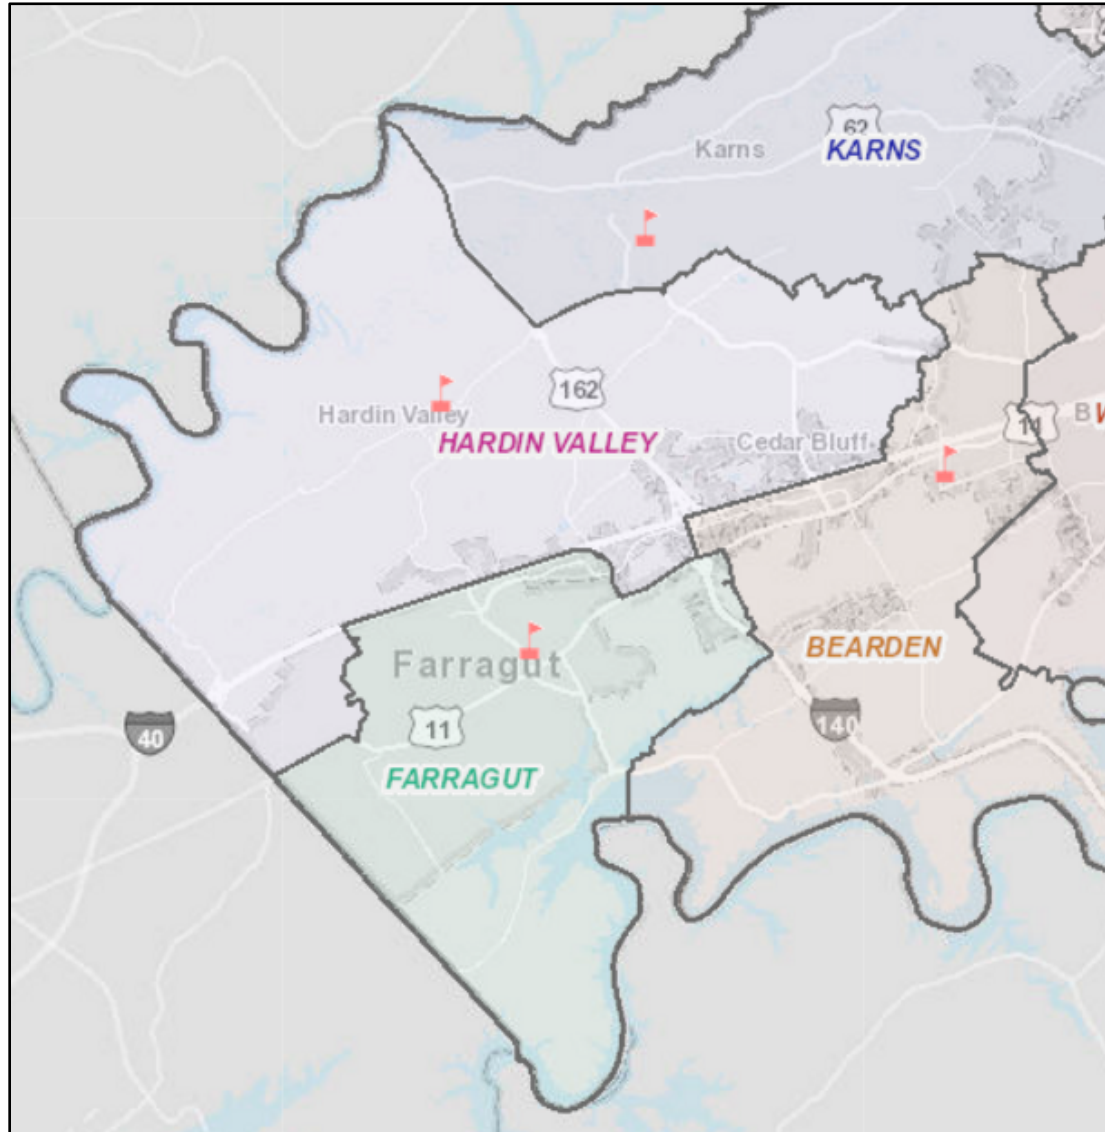 62
Karns
KARNS
162
Hardin Valley
HARDIN VALLEY
Cedar Bluff
11
B
Farragut
BEARDEN
11
40
140
FARRAGUT